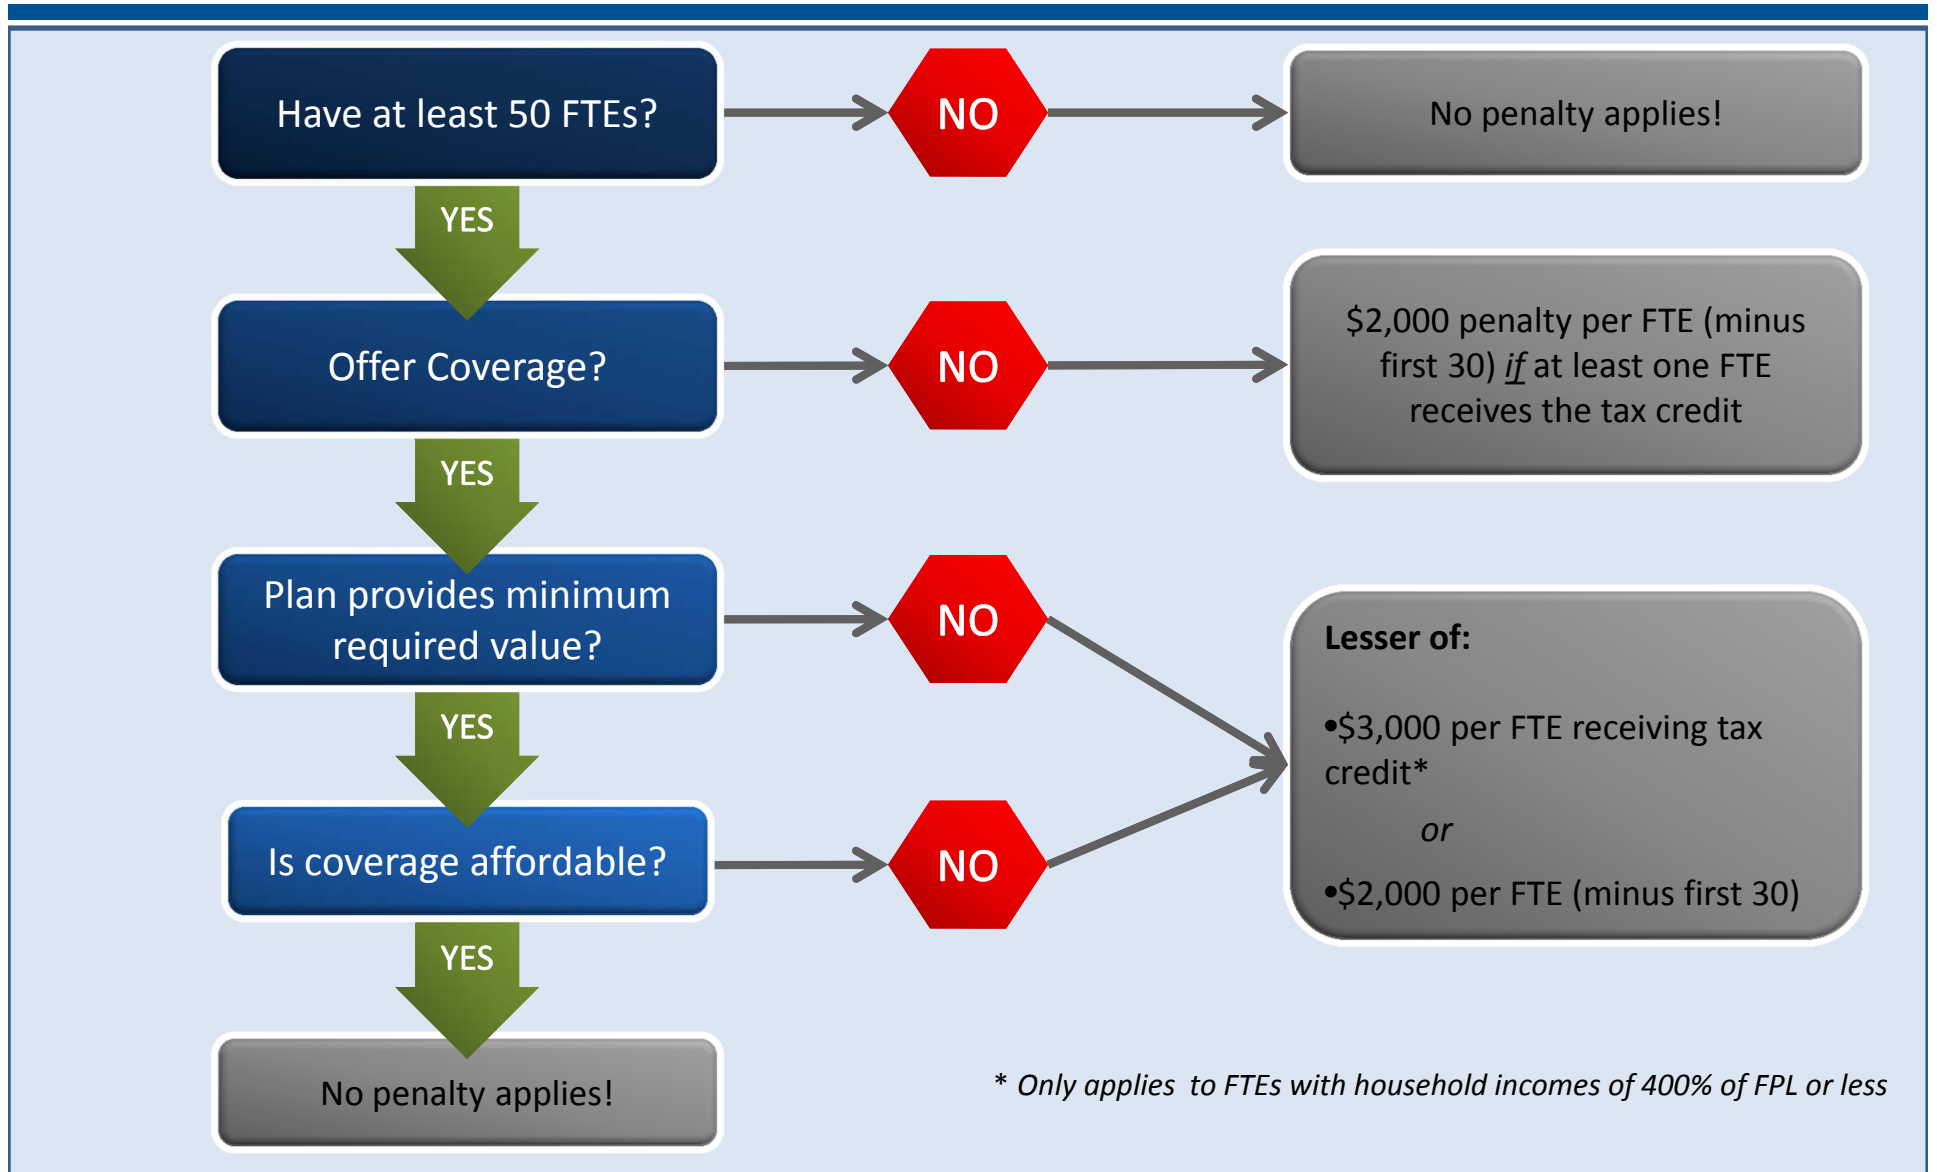 Have at least 50 FTEs?
NO
No penalty applies!
YES
Offer Coverage?
NO
$2,000 penalty per FTE (minus
first 30) if at least one FTE
receives the tax credit
YES
Plan provides minimum
required value?
NO
Lesser of:
•$3,000 per FTE receiving tax
credit*
or
•$2,000 per FTE (minus first 30)
YES
Is coverage affordable?
NO
YES
No penalty applies!
* Only applies to FTEs with household incomes of 400% of FPL or less